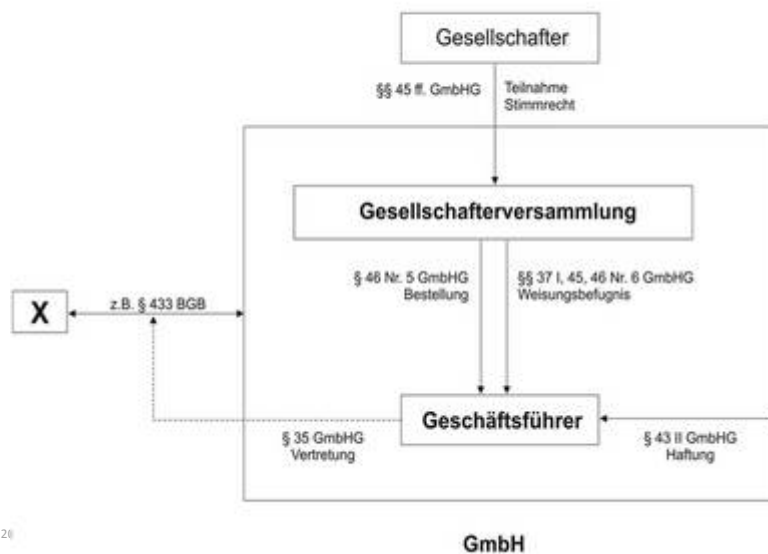 Gesellschafter
§§ 45 ff. GmbHG
Teilnahme
Stimmrecht
Gesellschafterversammlung
§ 46 Nr. 5 GmbHG
Bestellung
§§ 37 I, 45, 46 Nr. 6 GmbHG
Weisungsbefugnis
X
z.B. § 433 BGB
Geschäftsführer
§ 35 GmbHG
Vertretung
§ 43 II GmbHG
Haftung
GmbH